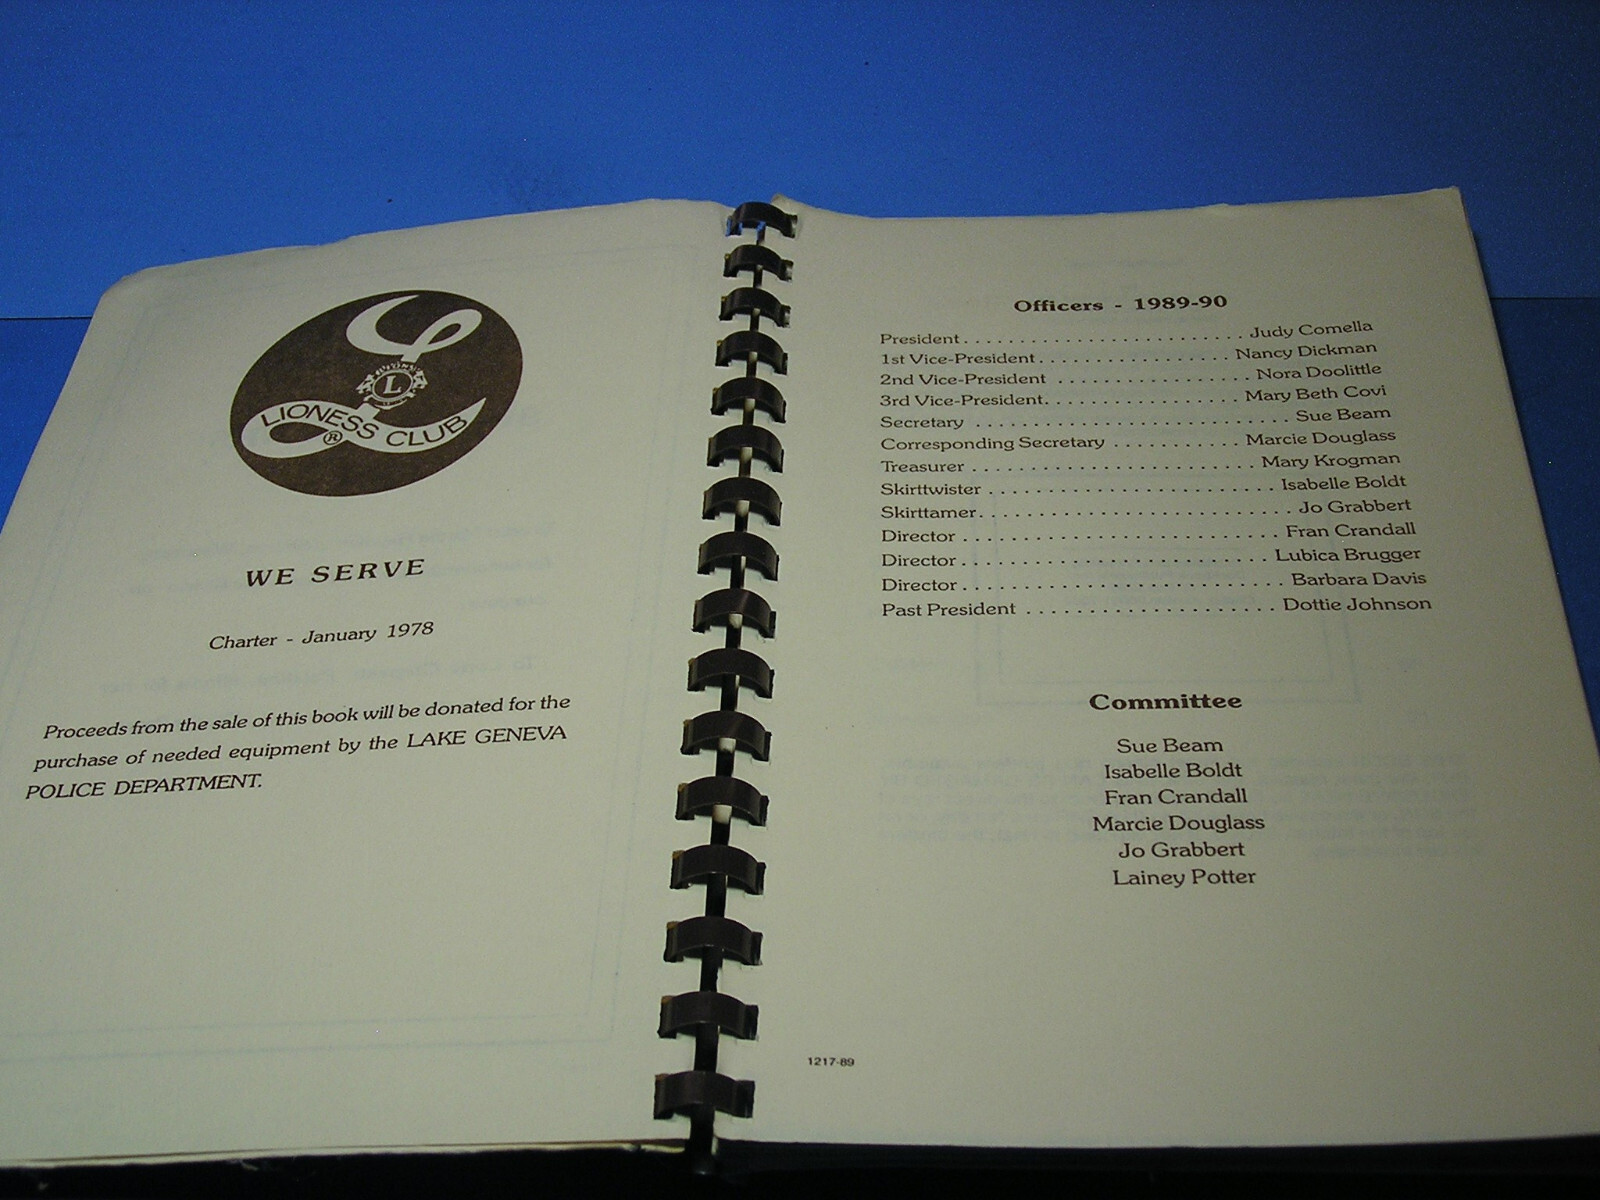 L
LIONESS CLUB
®
WE SERVE
Charter - January 1978
Proceeds from the sale of this book will be donated for the
purchase of needed equipment by the LAKE GENEVA
POLICE DEPARTMENT.
Officers - 1989-90
President . . . . . . . . . . . . . . . . . . . . . . . . . Judy Comella
1st Vice-President . . . . . . . . . . . . . . . . . Nancy Dickman
2nd Vice-President . . . . . . . . . . . . . . . . . Nora Doolittle
3rd Vice-President . . . . . . . . . . . . . . . . . Mary Beth Covi
Secretary . . . . . . . . . . . . . . . . . . . . . . . . . Sue Beam
Corresponding Secretary . . . . . . . . . . . Marcie Douglass
Treasurer . . . . . . . . . . . . . . . . . . . . . . . . Mary Krogman
Skirttwister . . . . . . . . . . . . . . . . . . . . . . . Isabelle Boldt
Skirttamer . . . . . . . . . . . . . . . . . . . . . . . . . Jo Grabbert
Director . . . . . . . . . . . . . . . . . . . . . . . . . . Fran Crandall
Director . . . . . . . . . . . . . . . . . . . . . . . . . Lubica Brugger
Director . . . . . . . . . . . . . . . . . . . . . . . . . . Barbara Davis
Past President . . . . . . . . . . . . . . . . . . . . Dottie Johnson
Committee
Sue Beam
Isabelle Boldt
Fran Crandall
Marcie Douglass
Jo Grabbert
Lainey Potter
1217-89